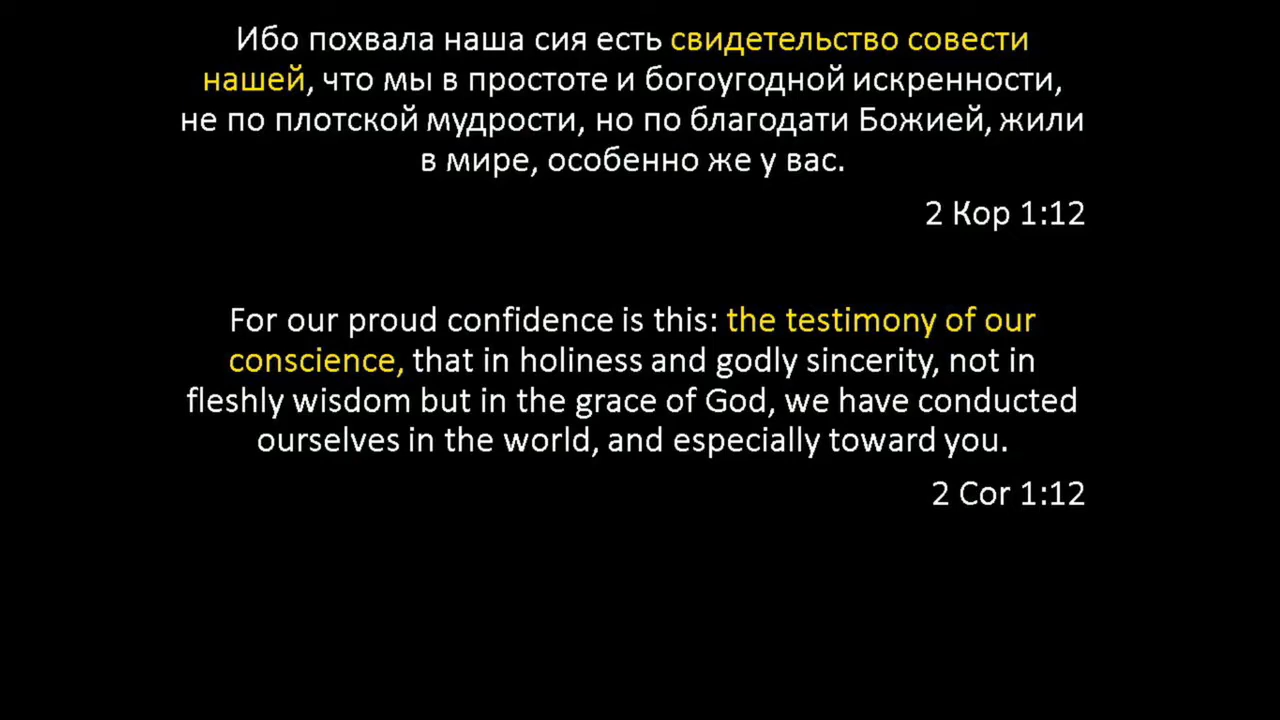 Ибо похвала наша сия есть свидетельство совести
нашей, что мы в простоте и богоугодной искренности,
не по плотской мудрости, но по благодати Божией, жили
в мире, особенно же у вас.
2 Кор 1:12
For our proud confidence is this: the testimony of our
conscience, that in holiness and godly sincerity, not in
fleshly wisdom but in the grace of God, we have conducted
ourselves in the world, and especially toward you.
2 Cor 1:12